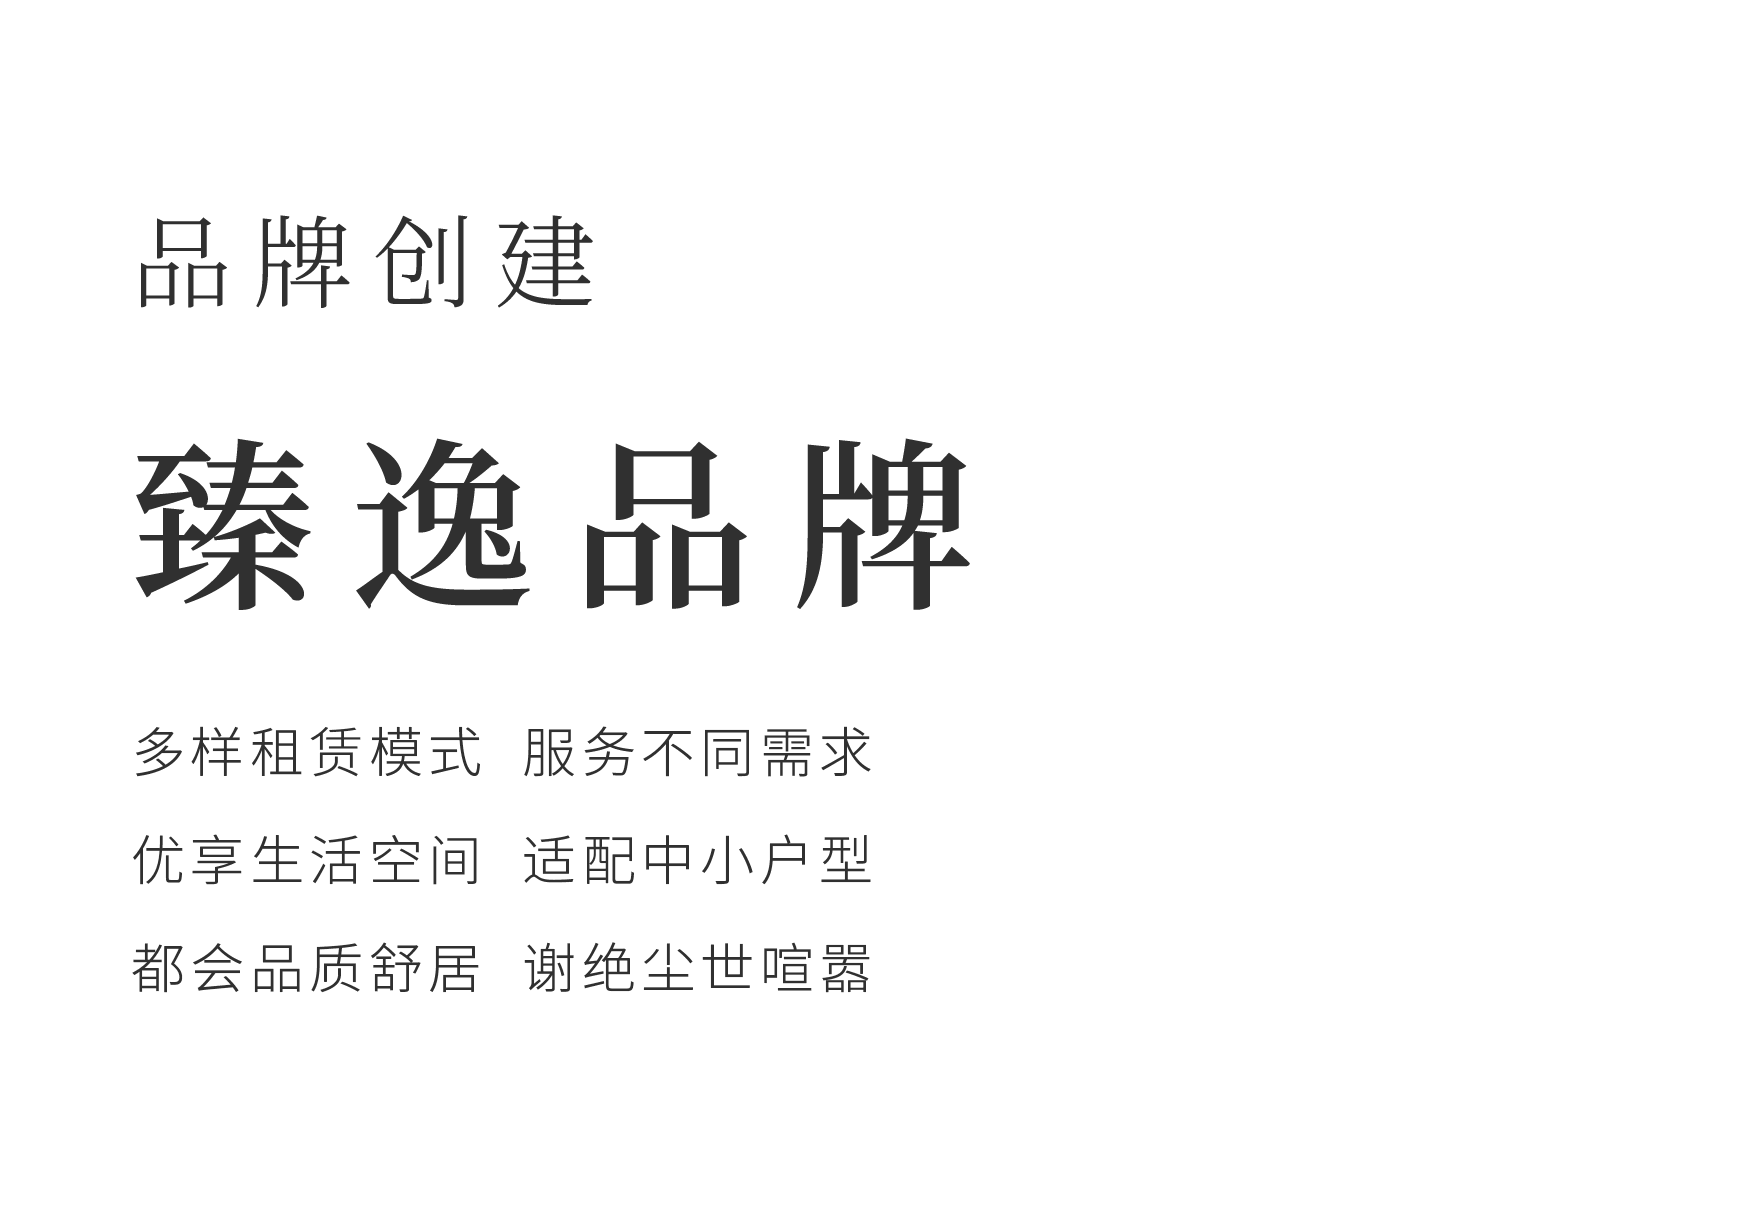 品牌创建
臻逸品牌
多样租赁模式 服务不同需求
优享生活空间 适配中小户型
都会品质舒居 谢绝尘世喧嚣